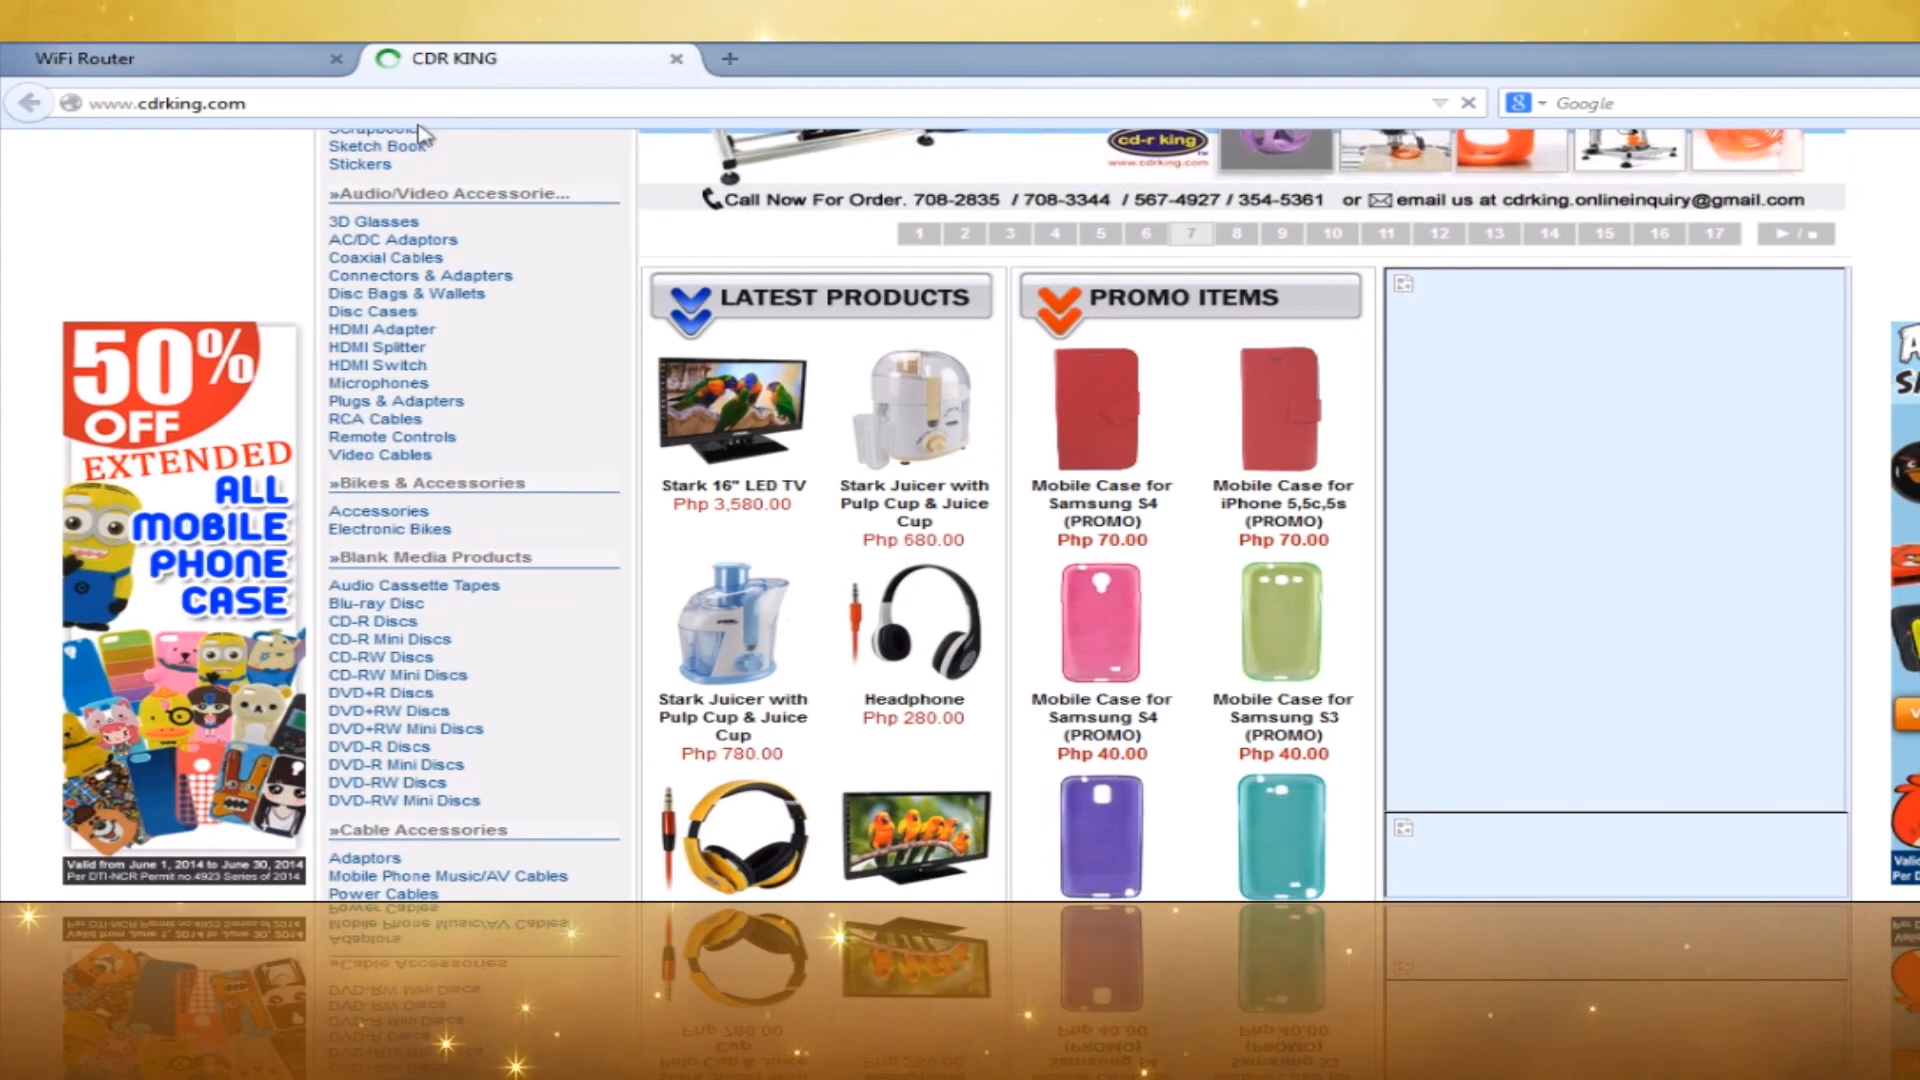 WiFi Router
CDR KING
www.cdrking.com
Google
Scrapbooks
Sketch Book
Stickers
»Audio/Video Accessorie...
3D Glasses
AC/DC Adaptors
Coaxial Cables
Connectors & Adapters
Disc Bags & Wallets
Disc Cases
HDMI Adapter
HDMI Splitter
HDMI Switch
Microphones
Plugs & Adapters
RCA Cables
Remote Controls
Video Cables
»Bikes & Accessories
Accessories
Electronic Bikes
»Blank Media Products
Audio Cassette Tapes
Blu-ray Disc
CD-R Discs
CD-R Mini Discs
CD-RW Discs
CD-RW Mini Discs
DVD+R Discs
DVD+RW Discs
DVD+RW Mini Discs
DVD-R Discs
DVD-R Mini Discs
DVD-RW Discs
DVD-RW Mini Discs
»Cable Accessories
Adaptors
Mobile Phone Music/AV Cables
Power Cables
50%
OFF
EXTENDED
ALL
MOBILE
PHONE
CASE
Valid from June 1, 2014 to June 30, 2014
Per DTI-NCR Permit no.4923 Series of 2014
cd-r king
www.cdrking.com
Call Now For Order. 708-2835 / 708-3344 / 567-4927 / 354-5361 or email us at cdrking.onlineinquiry@gmail.com
1 2 3 4 5 6 7 8 9 10 11 12 13 14 15 16 17
LATEST PRODUCTS
Stark 16" LED TV
Php 3,580.00
Stark Juicer with
Pulp Cup & Juice
Cup
Php 680.00
Stark Juicer with
Pulp Cup & Juice
Cup
Php 780.00
Headphone
Php 280.00
PROMO ITEMS
Mobile Case for
Samsung S4
(PROMO)
Php 70.00
Mobile Case for
iPhone 5,5c,5s
(PROMO)
Php 70.00
Mobile Case for
Samsung S4
(PROMO)
Php 40.00
Mobile Case for
Samsung S3
(PROMO)
Php 40.00